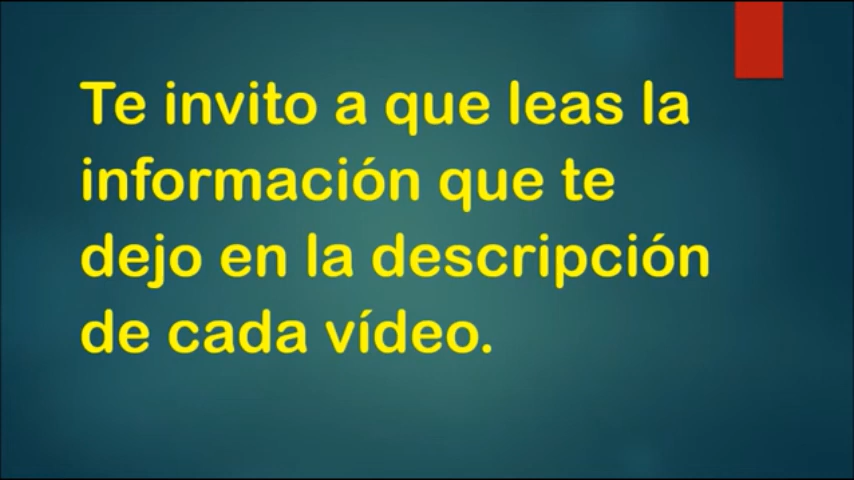 Te invito a que leas la
información que te
dejo en la descripción
de cada vídeo.